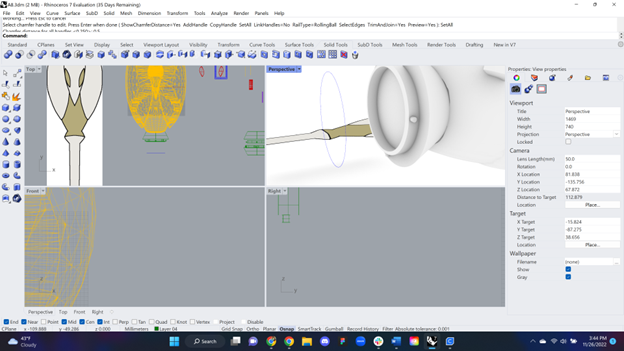 A8.3dm (2 MB) - Rhinoceros 7 Evaluation (35 Days Remaining)
File Edit View Curve Surface SubD Solid Mesh Dimension Transform Tools Analyze Render Panels Help
Working... Press Esc to cancel
Select chamfer handle to edit. Press Enter when done ( ShowChamferDistance=Yes AddHandle CopyHandle SetAll LinkHandles=No RailType=RollingBall SelectEdges TrimAndJoin=Yes Preview=Yes ): SetAll
Command:
Standard CPlanes Set View Display Select Viewport Layout Visibility Transform Curve Tools Surface Tools Solid Tools SubD Tools Mesh Tools Render Tools Drafting New in V7
Top
Perspective
Front
Right
Properties: View properties
Viewport
Title Perspective
Width 1469
Height 740
Projection Perspective
Locked
Camera
Lens Length(mm) 50.0
Rotation 0.0
X Location 81.838
Y Location -135.756
Z Location 67.872
Distance to Target 112.879
Location Place...
Target
X Target -15.824
Y Target -87.275
Z Target 38.656
Location Place...
Wallpaper
Filename (none) ...
Show
Gray
Perspective Top Front Right
End Near Point Mid Cen Int Perp Tan Quad Knot Vertex Project Disable
CPlane x -109.888 y -49.286 z 0.000 Millimeters Layer 04 Grid Snap Ortho Planar Osnap SmartTrack Gumball Record History Filter Absolute tolerance: 0.001
43°F
Cloudy
Search
3:44 PM
11/26/2022